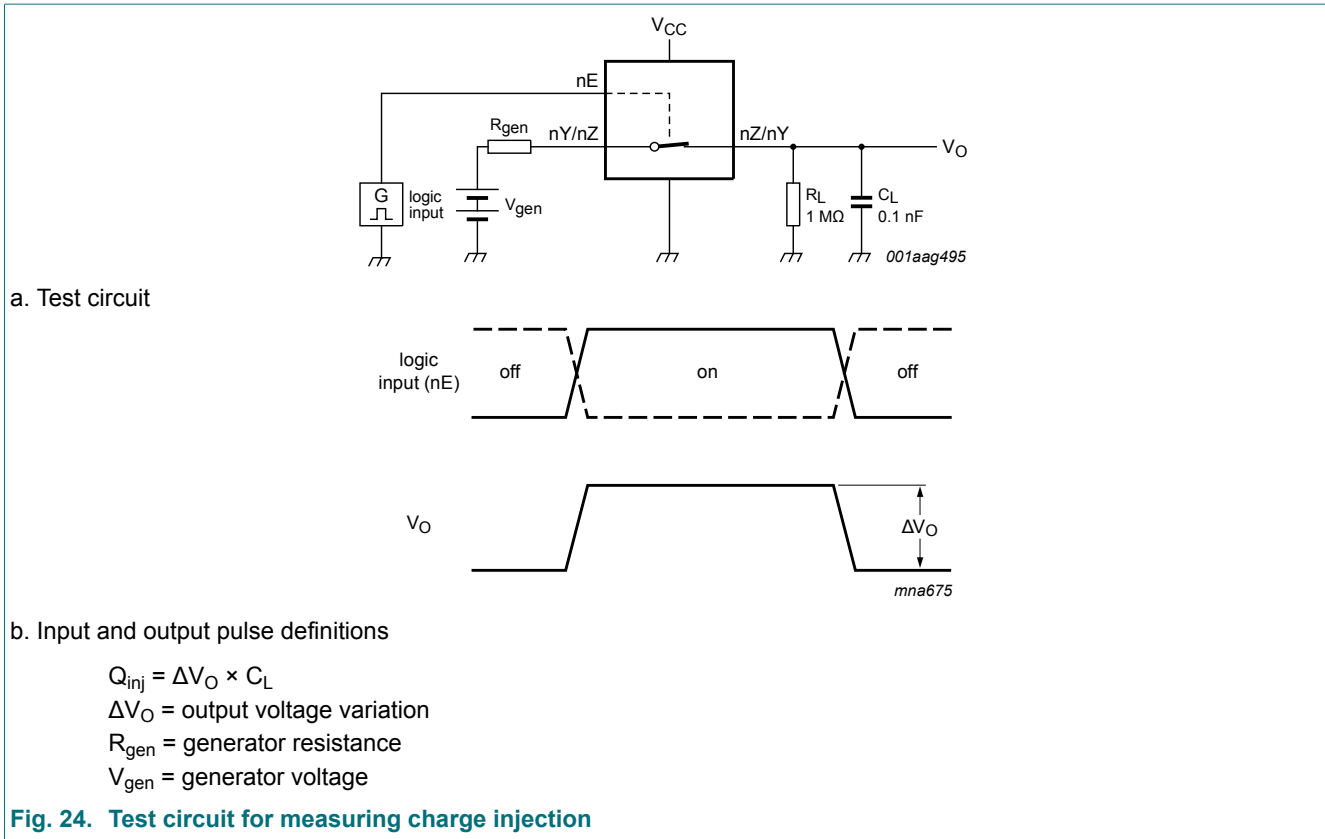 VCC
nE
Rgen
nY/nZ
nZ/nY
VO
G
logic
input
Vgen
RL
1 MΩ
CL
0.1 nF
001aag495
a. Test circuit
logic
input (nE)
off
on
off
VO
ΔVO
mna675
b. Input and output pulse definitions
Qinj = ΔVO × CL
ΔVO = output voltage variation
Rgen = generator resistance
Vgen = generator voltage
Fig. 24. Test circuit for measuring charge injection